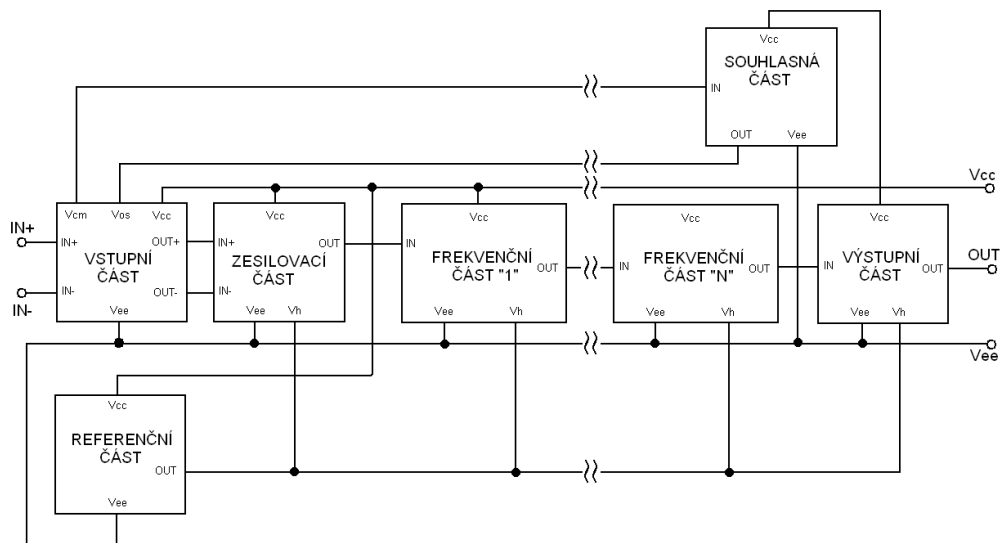 Vcc
SOUHLASNÁ
ČÁST
IN
OUT
Vee
Vcc
Vcm
Vos
Vcc
IN+
IN+
OUT+
VSTUPNÍ
ČÁST
IN-
OUT-
IN-
Vee
Vcc
IN+
OUT
ZESILOVACÍ
ČÁST
IN-
Vee
Vh
Vcc
IN
FREKVENČNÍ
ČÁST "1"
OUT
Vee
Vh
Vcc
FREKVENČNÍ
IN
ČÁST "N"
OUT
Vee
Vh
Vcc
VÝSTUPNÍ
IN
ČÁST
OUT
Vee
Vh
OUT
Vee
Vcc
REFERENČNÍ
ČÁST
OUT
Vee